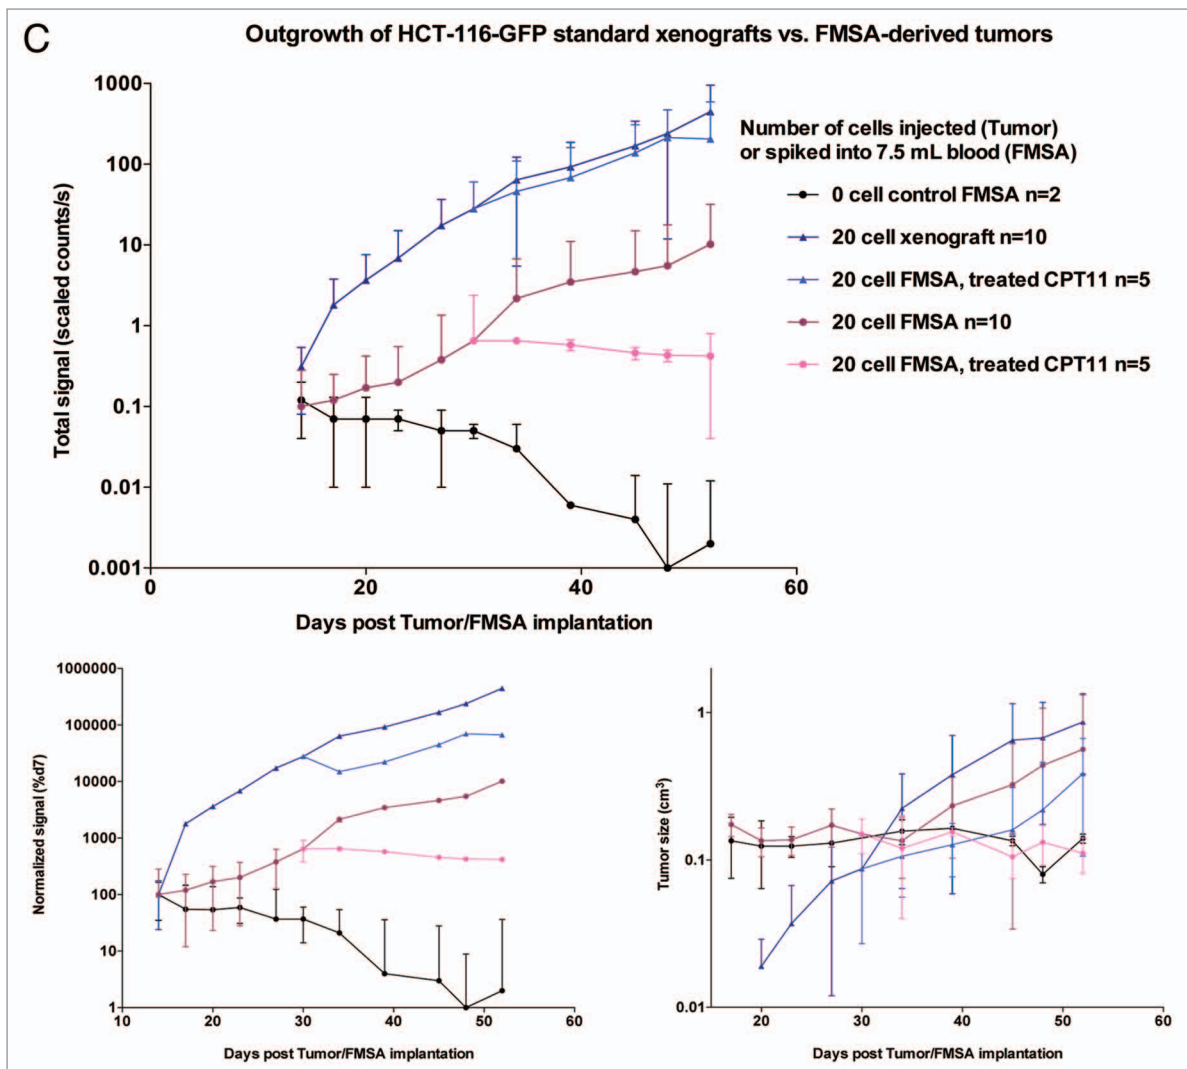 C
Outgrowth of HCT-116-GFP standard xenografts vs. FMSA-derived tumors
1000
100
10
1
0.1
0.01
0.001
Total signal (scaled counts/s)
0
20
40
60
Days post Tumor/FMSA implantation
Number of cells injected (Tumor)
or spiked into 7.5 mL blood (FMSA)
0 cell control FMSA n=2
20 cell xenograft n=10
20 cell FMSA, treated CPT11 n=5
20 cell FMSA n=10
20 cell FMSA, treated CPT11 n=5
1000000
100000
10000
1000
100
10
1
Normalized signal (%d7)
10
20
30
40
50
60
Days post Tumor/FMSA implantation
1
0.1
0.01
Tumor size (cm³)
20
30
40
50
60
Days post Tumor/FMSA implantation